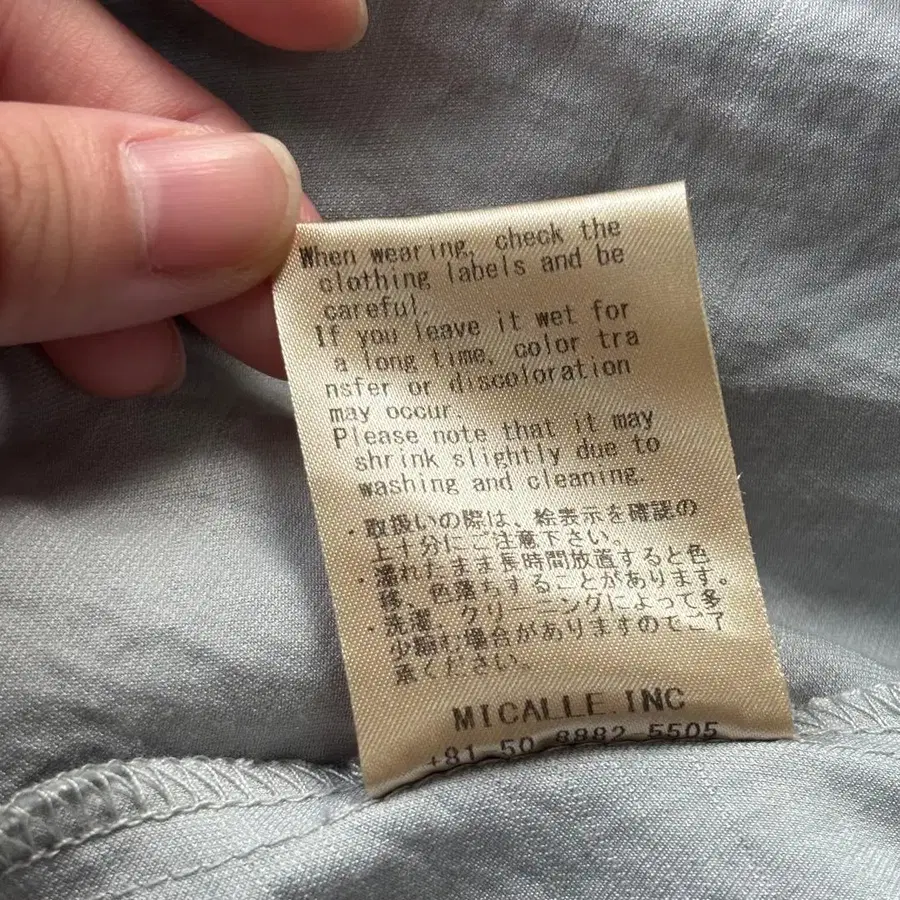 When wearing, check the
clothing labels and be
careful.
If you leave it wet for
a long time, color tra
nsfer or discoloration
may occur.
Please note that it may
shrink slightly due to
washing and cleaning.
・取扱いの際は、絵表示を確認の
上十分にご注意下さい。
・濡れたまま長時間放置すると色
移、色落ちすることがあります。
・洗濯、クリーニングによって多
少縮む場合がありますのでご了
承ください。
MICALLE.INC
+81-50-8882-5505